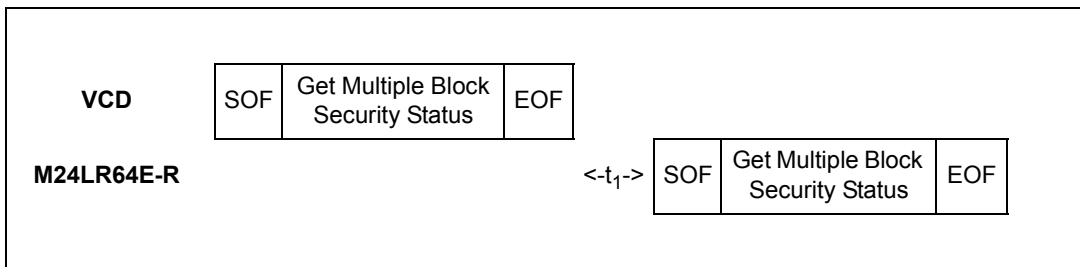 VCD SOF Get Multiple Block Security Status EOF
M24LR64E-R <-t1-> SOF Get Multiple Block Security Status EOF